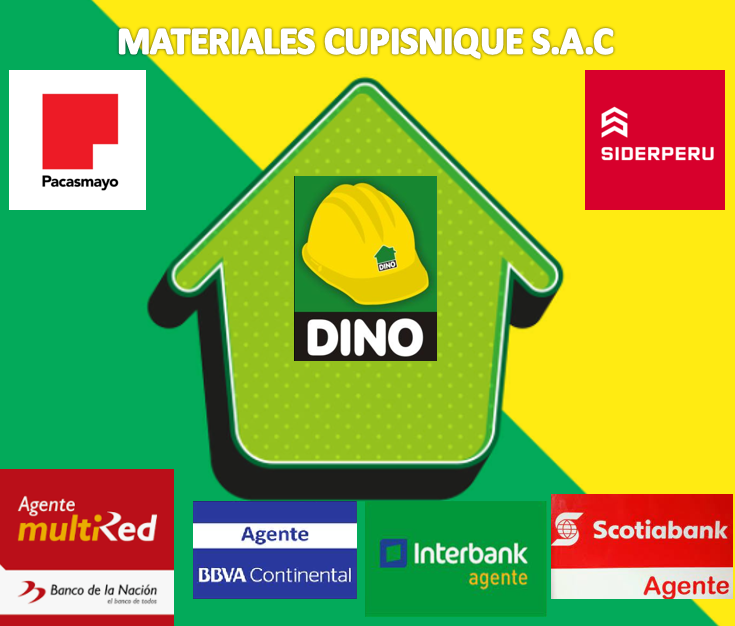 MATERIALES CUPISNIQUE S.A.C
Pacasmayo
SIDERPERU
DINO
DINO
Agente
multiRed
Banco de la Nación
el banco de todos
Agente
BBVA Continental
Interbank
agente
Scotiabank
Agente